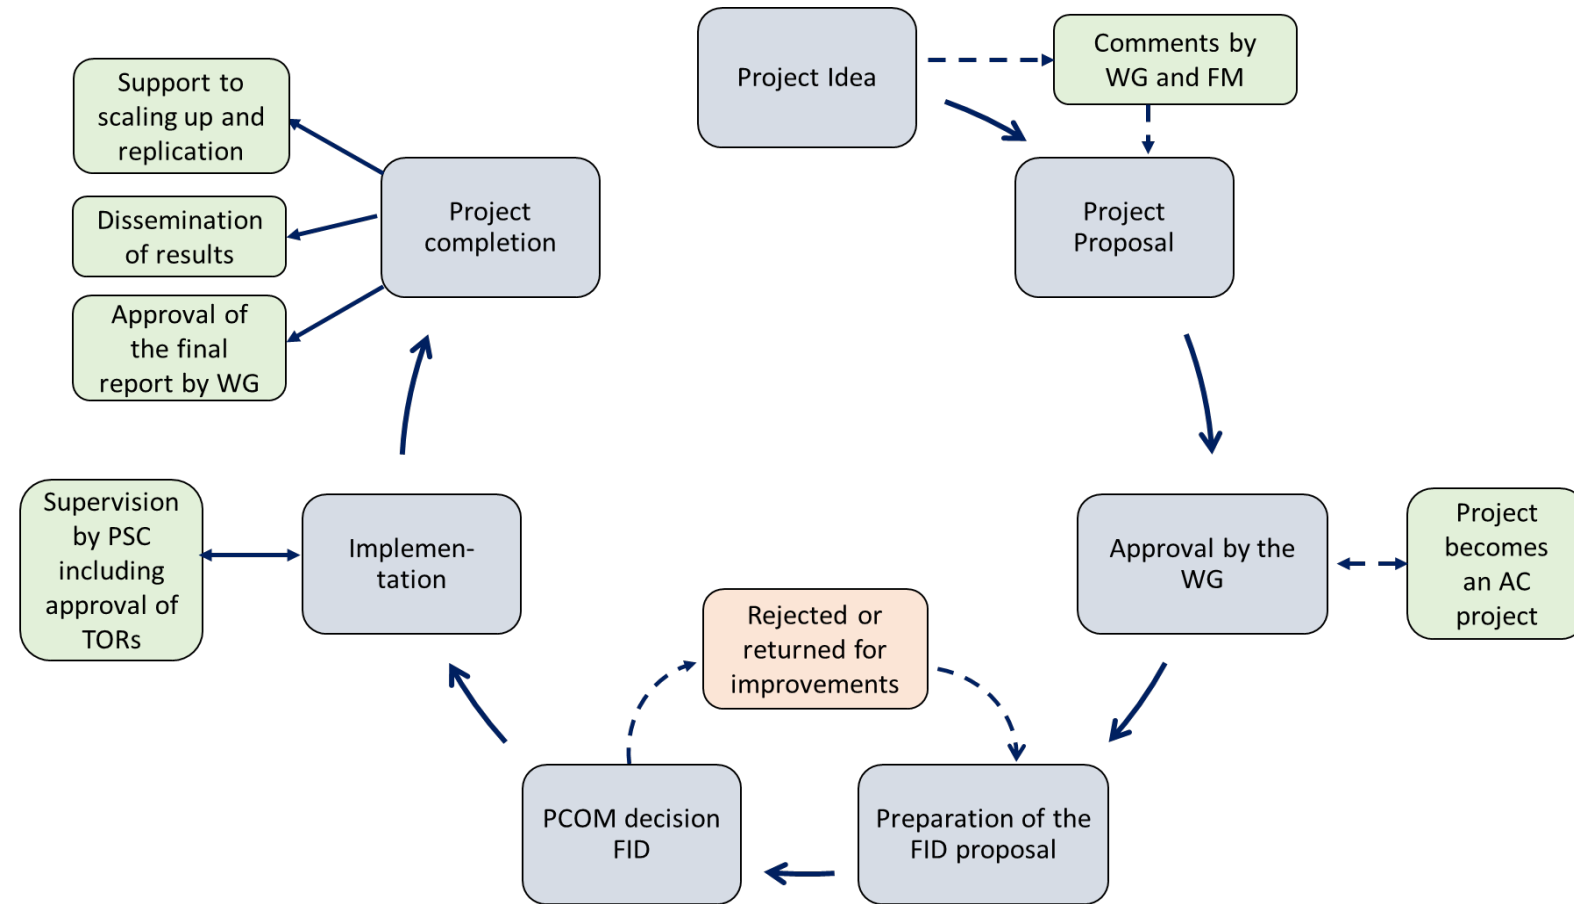 Project Idea
Comments by
WG and FM
Project
Proposal
Approval by the
WG
Project
becomes
an AC
project
Preparation of the
FID proposal
Rejected or
returned for
improvements
PCOM decision
FID
Implemen-
tation
Supervision
by PSC
including
approval of
TORs
Project
completion
Support to
scaling up and
replication
Dissemination
of results
Approval of
the final
report by WG